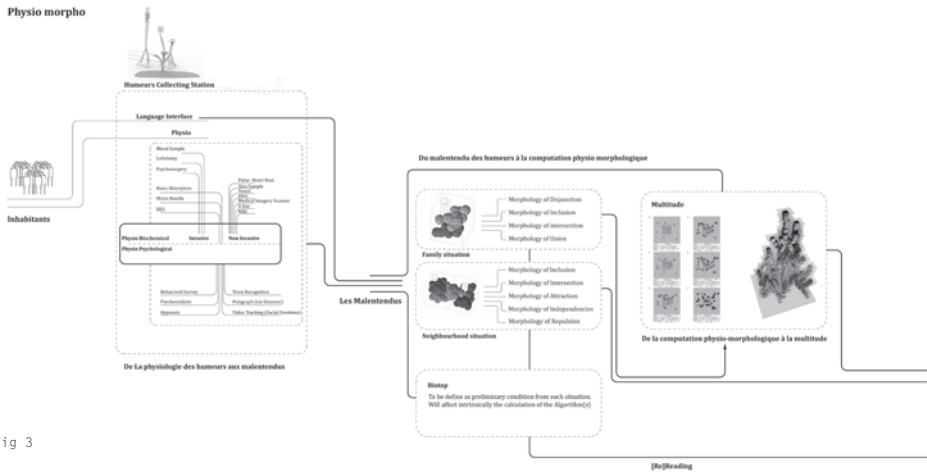 Physio morpho
Humeurs Collecting Station
Language Interface
Physio
Inhabitants
Blood Sample
Lobotomy
Psychosurgery
Nano Absorption
Micro Needle
EEG
Pulse-Heart Beat
Skin Sample
Sweat
DNA
Medical Imagery Scanner
X Ray
Physio Biochemical
Invasive
Non Invasive
Physio Psychological
Behavioral Survey
Psychoanalysis
Hypnosis
Voice Recognition
Polygraph (Lie Detector)
Video Tracking (Facial Emotions)
De La physiologie des humeurs aux malentendus
Les Malentendus
Du malentendu des humeurs à la computation physio morphologique
Morphology of Disjunction
Morphology of Inclusion
Morphology of intersection
Morphology of Union
Family situation
Morphology of Inclusion
Morphology of Intersection
Morphology of Attraction
Morphology of Independencies
Morphology of Repulsion
Neighbourhood situation
Biotop
To be define as preliminary condition from each situation.
Will affect intrinsically the calculation of the Algorithm(s)
Multitude
De la computation physio-morphologique à la multitude
[Re]Reading
ig 3